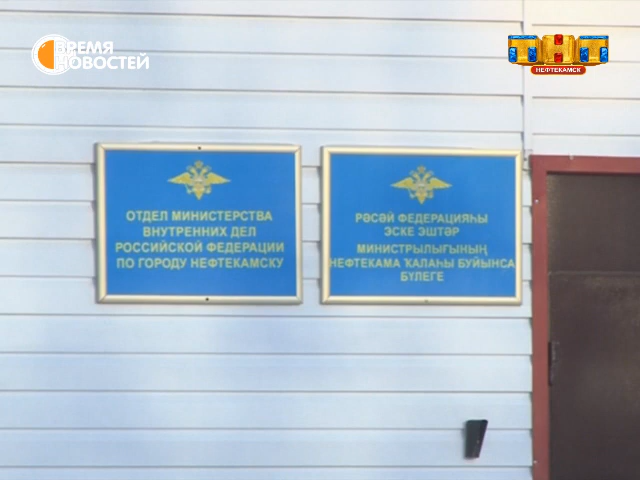 ВРЕМЯ
НОВОСТЕЙ
ТНТ
НЕФТЕКАМСК
ОТДЕЛ МИНИСТЕРСТВА
ВНУТРЕННИХ ДЕЛ
РОССИЙСКОЙ ФЕДЕРАЦИИ
ПО ГОРОДУ НЕФТЕКАМСКУ
РӘСӘЙ ФЕДЕРАЦИЯҺЫ
ЭСКЕ ЭШТӘР
МИНИСТРЫЛЫҒЫНЫҢ
НЕФТЕКАМА ҠАЛАҺЫ БУЙЫНСА
БҮЛЕГЕ